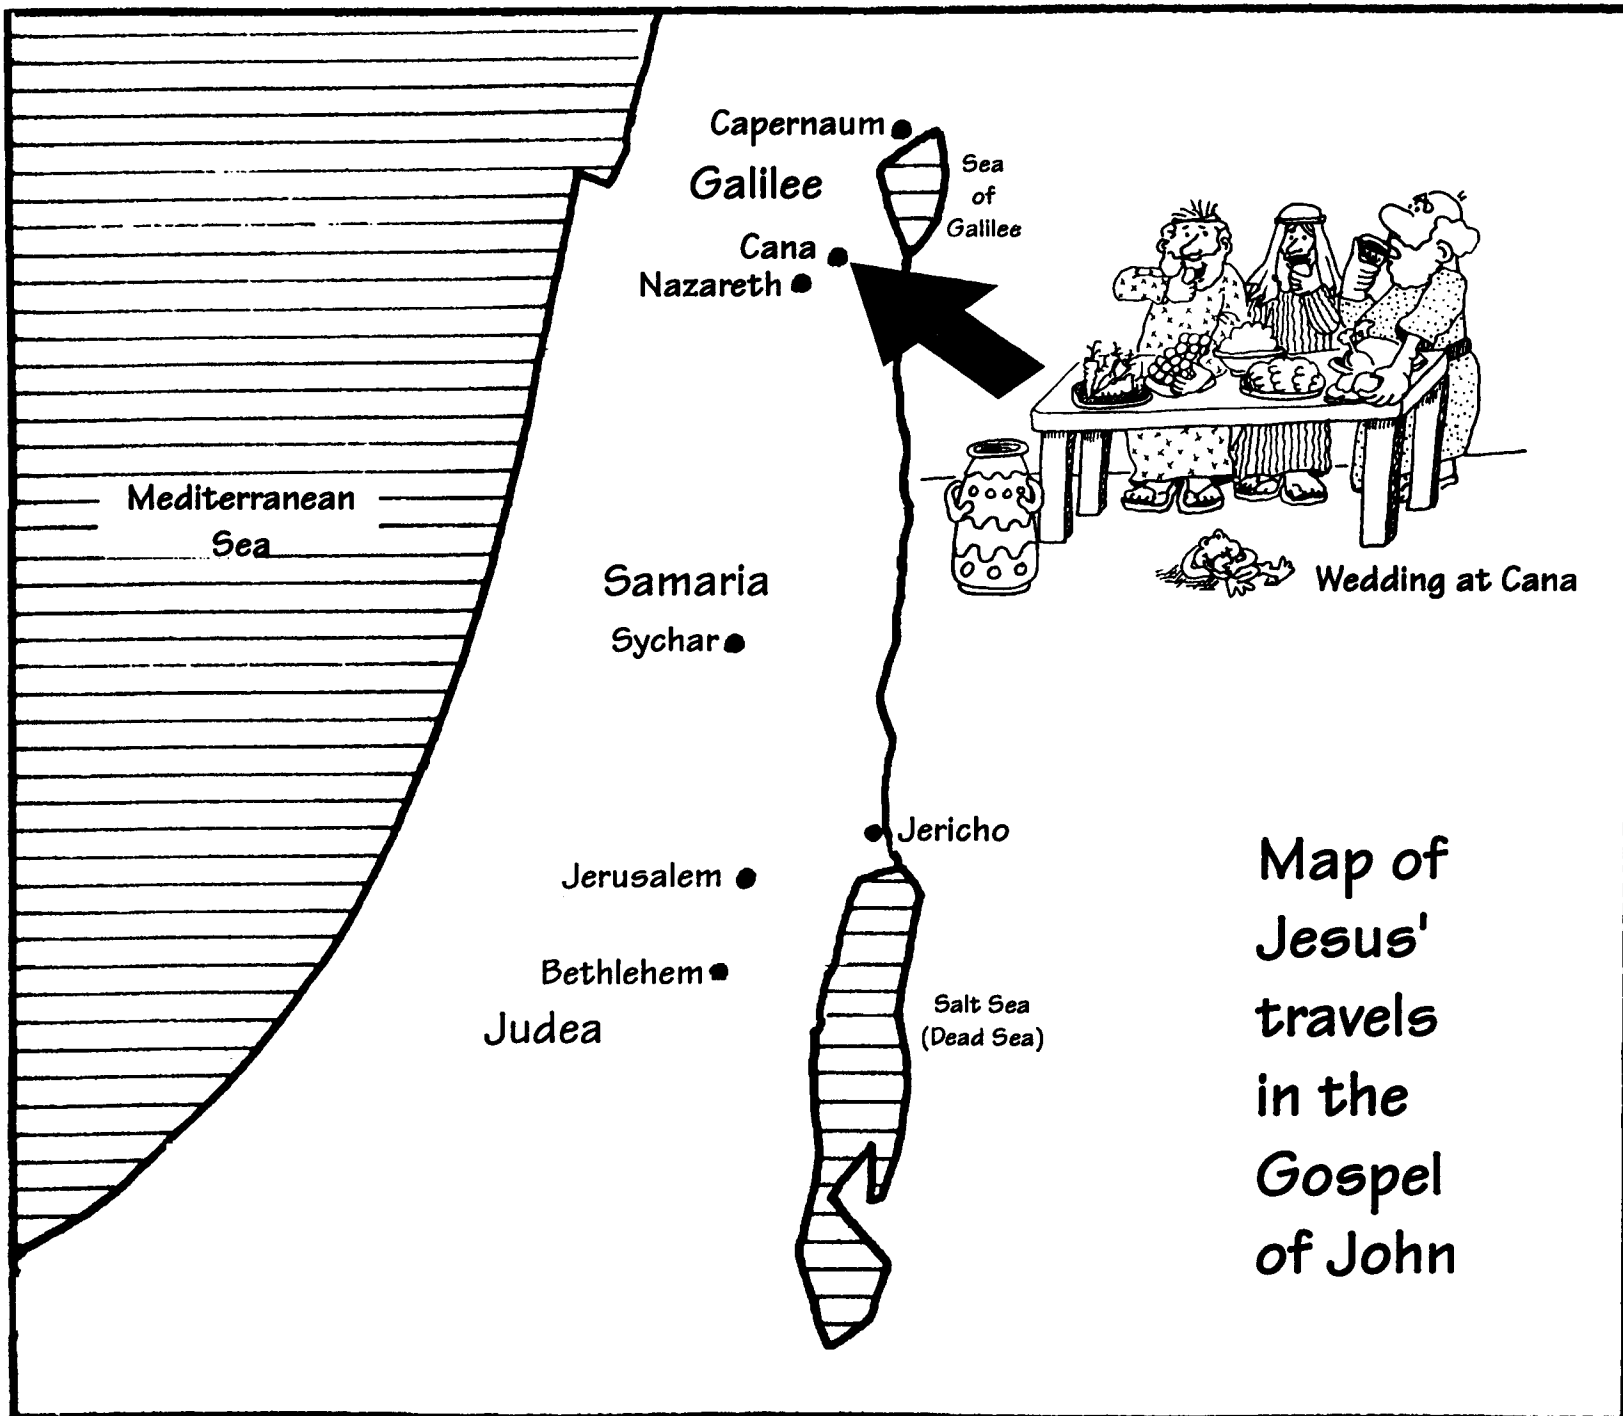 Capernaum
Galilee
Sea
of
Galilee
Cana
Nazareth
Mediterranean
Sea
Wedding at Cana
Samaria
Sychar
Jericho
Jerusalem
Bethlehem
Judea
Salt Sea
(Dead Sea)
Map of
Jesus'
travels
in the
Gospel
of John